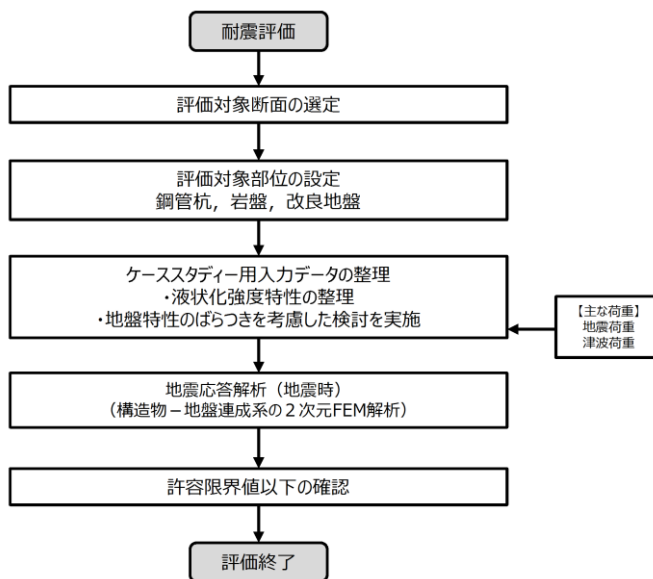 耐震評価
評価対象断面の選定
評価対象部位の設定
鋼管杭，岩盤，改良地盤
ケーススタディー用入力データの整理
・液状化強度特性の整理
・地盤特性のばらつきを考慮した検討を実施
【主な荷重】
地震荷重
津波荷重
地震応答解析（地震時）
（構造物－地盤連成系の２次元FEM解析）
許容限界値以下の確認
評価終了